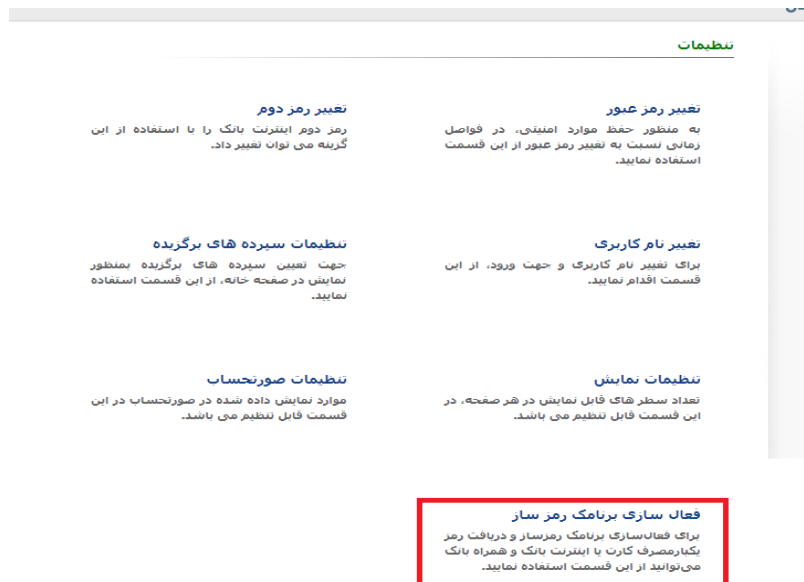 تنظیمات
تغییر رمز عبور
به منظور حفظ موارد امنیتی، در فواصل
زمانی نسبت به تغییر رمز عبور از این قسمت
استفاده نمایید.
تغییر رمز دوم
رمز دوم اینترنت بانک را با استفاده از این
گزینه می توان تغییر داد.
تغییر نام کاربری
برای تغییر نام کاربری و جهت ورود، از این
قسمت اقدام نمایید.
تنظیمات سپرده های برگزیده
جهت تعیین سپرده های برگزیده بمنظور
نمایش در صفحه خانه، از این قسمت استفاده
نمایید.
تنظیمات نمایش
تعداد سطر های قابل نمایش در هر صفحه، در
این قسمت قابل تنظیم می باشد.
تنظیمات صورتحساب
موارد نمایش داده شده در صورتحساب در این
قسمت قابل تنظیم می باشد.
فعال سازی برنامک رمز ساز
برای فعال‌سازی برنامک رمزساز و دریافت رمز
یکبارمصرف کارت یا اینترنت بانک و همراه بانک
می‌توانید از این قسمت استفاده نمایید.